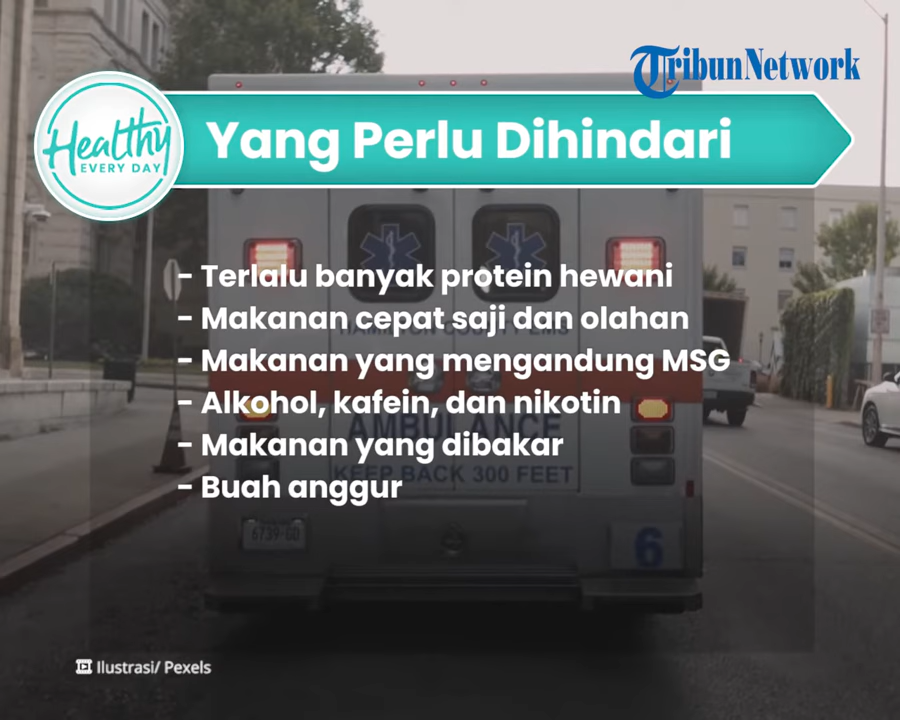 TribunNetwork
Healthy
EVERY DAY
Yang Perlu Dihindari
- Terlalu banyak protein hewani
- Makanan cepat saji dan olahan
- Makanan yang mengandung MSG
- Alkohol, kafein, dan nikotin
- Makanan yang dibakar
- Buah anggur
AMBULANCE
KEEP BACK 300 FEET
6
Ilustrasi/ Pexels